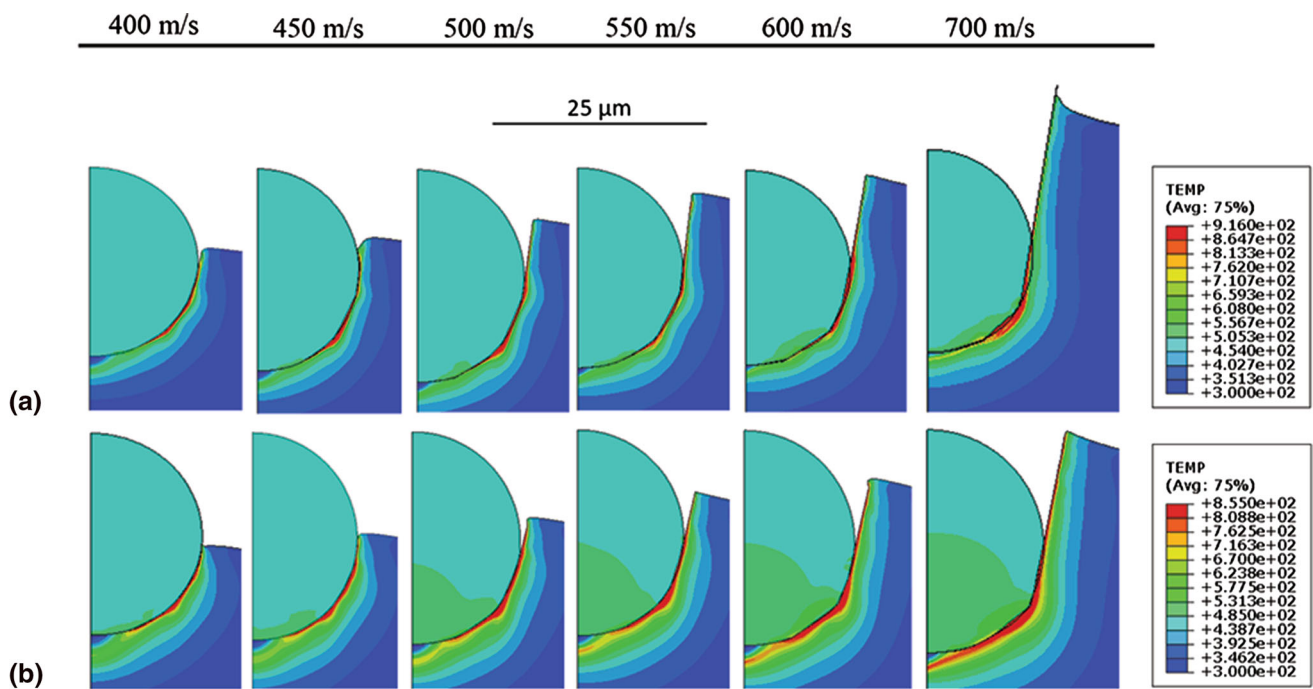 400 m/s 450 m/s 500 m/s 550 m/s 600 m/s 700 m/s
25 μm
TEMP
(Avg: 75%)
+9.160e+02
+8.647e+02
+8.133e+02
+7.620e+02
+7.107e+02
+6.593e+02
+6.080e+02
+5.567e+02
+5.053e+02
+4.540e+02
+4.027e+02
+3.513e+02
+3.000e+02
(a)
TEMP
(Avg: 75%)
+8.550e+02
+8.088e+02
+7.625e+02
+7.163e+02
+6.700e+02
+6.238e+02
+5.775e+02
+5.313e+02
+4.850e+02
+4.387e+02
+3.925e+02
+3.462e+02
+3.000e+02
(b)